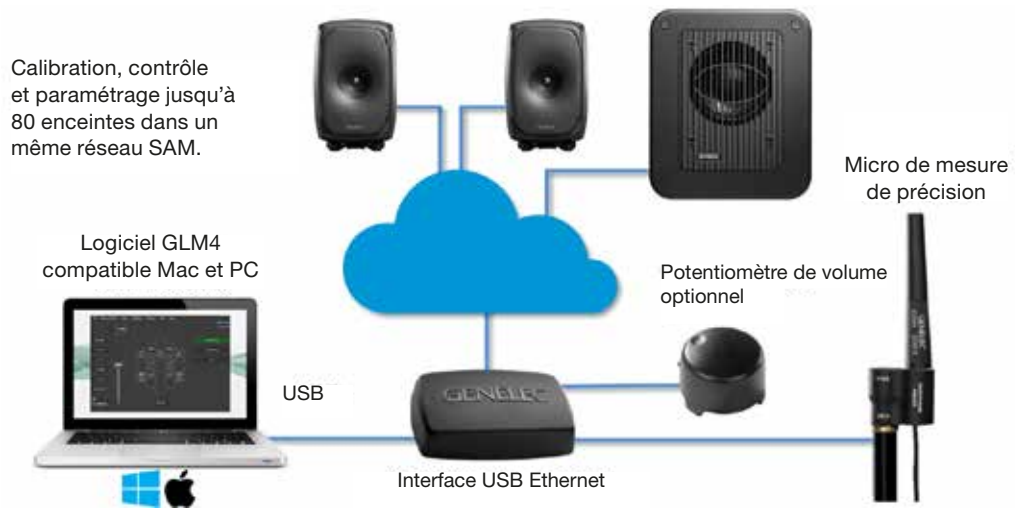 Calibration, contrôle
et paramétrage jusqu'à
80 enceintes dans un
même réseau SAM.
Micro de mesure
de précision
Logiciel GLM4
compatible Mac et PC
Potentiomètre de volume
optionnel
USB
GENELEC
Interface USB Ethernet